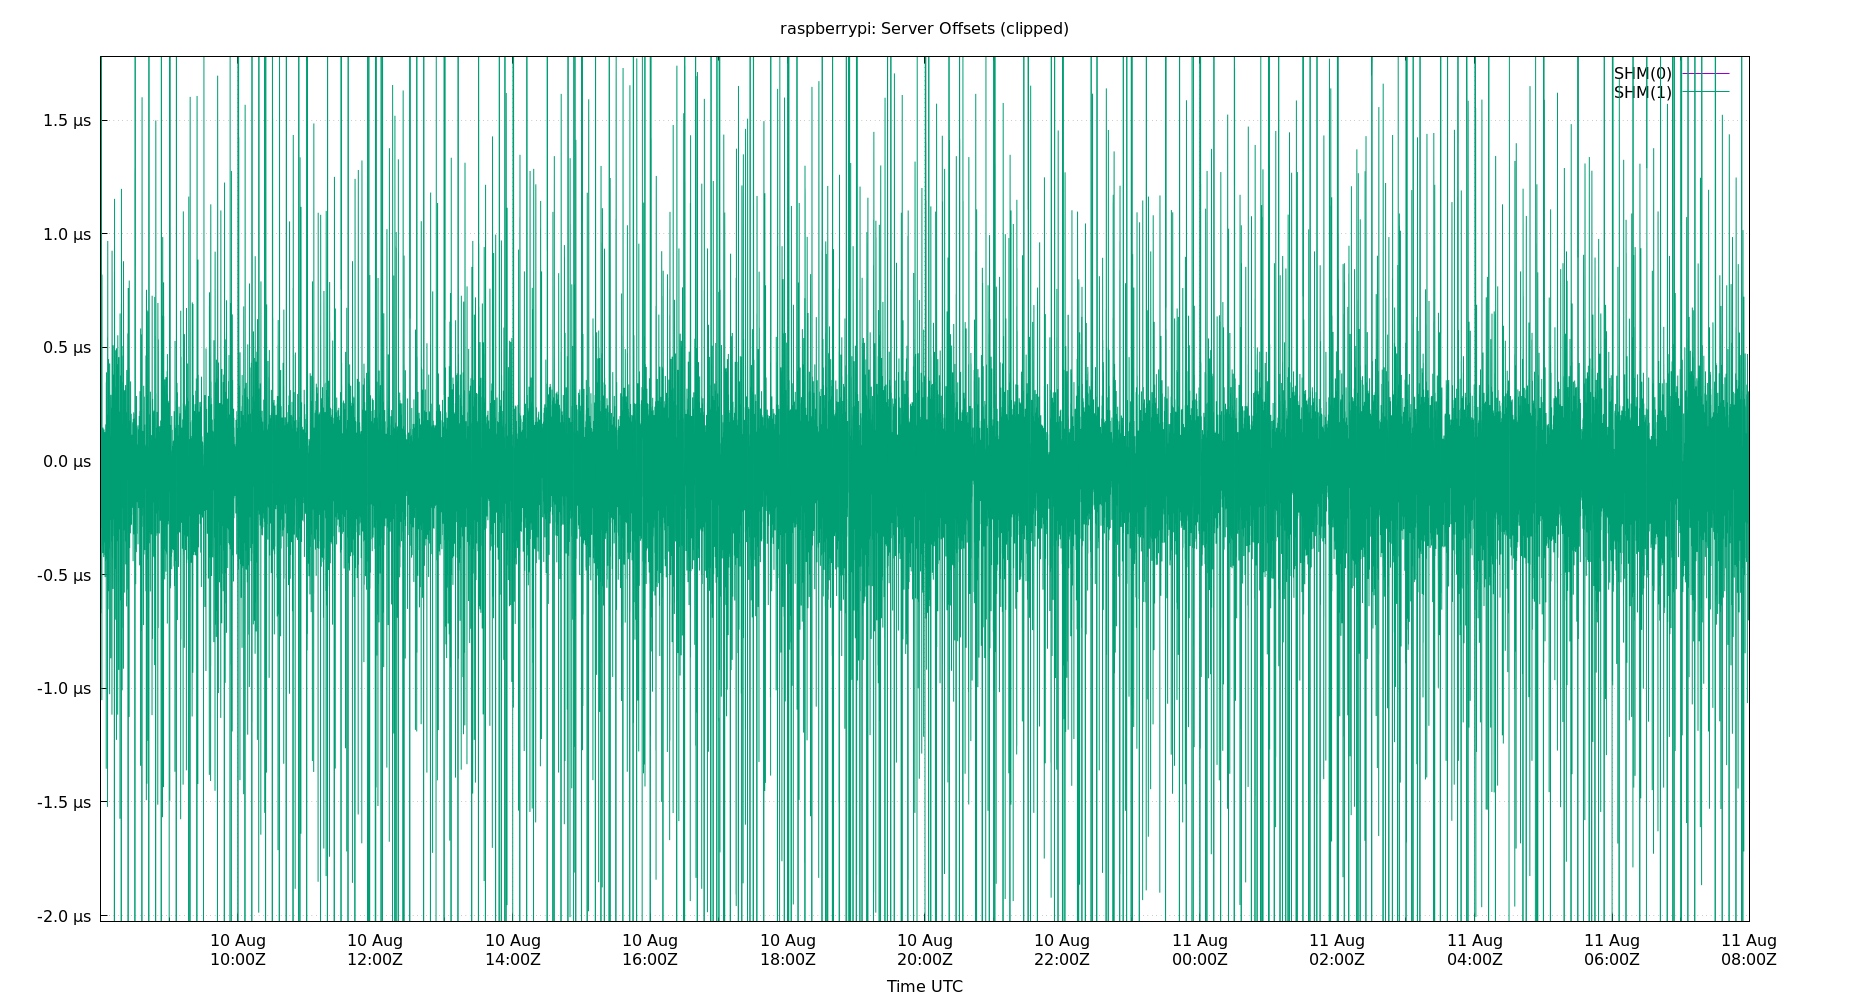 raspberrypi: Server Offsets (clipped)
SHM(0)
SHM(1)
1.5 µs
1.0 µs
0.5 µs
0.0 µs
-0.5 µs
-1.0 µs
-1.5 µs
-2.0 µs
10 Aug 10 Aug 10 Aug 10 Aug 10 Aug 10 Aug 10 Aug 11 Aug 11 Aug 11 Aug 11 Aug 11 Aug
10:00Z 12:00Z 14:00Z 16:00Z 18:00Z 20:00Z 22:00Z 00:00Z 02:00Z 04:00Z 06:00Z 08:00Z
Time UTC